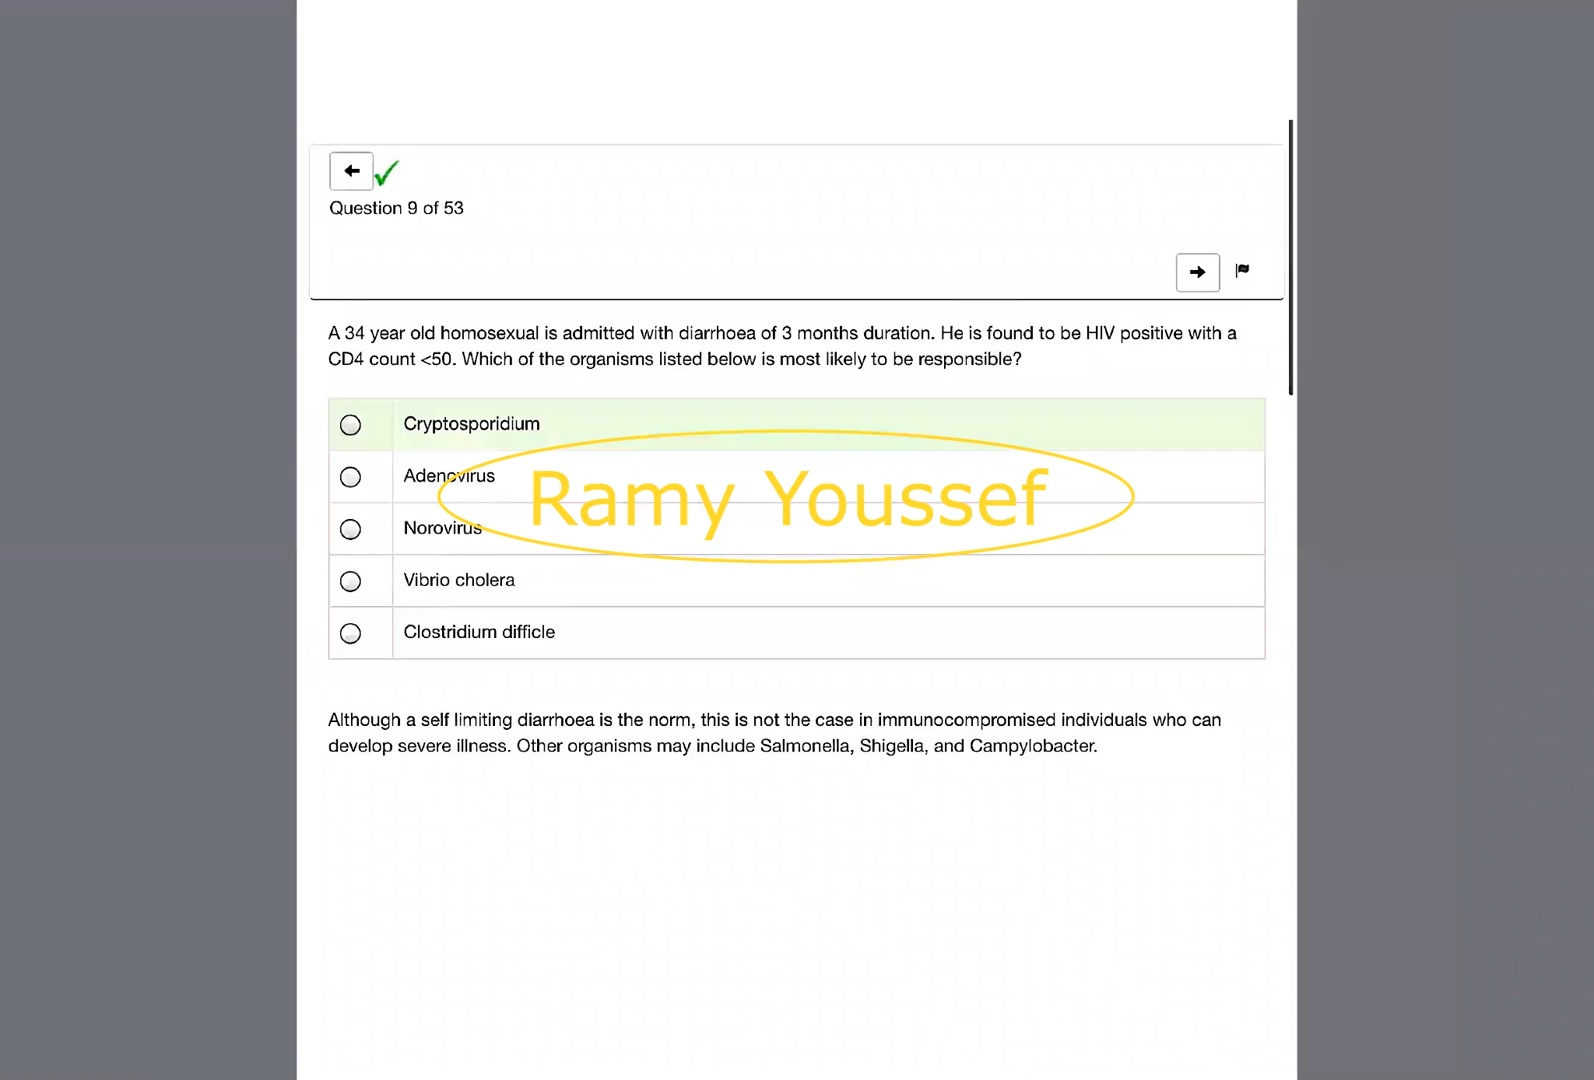 Question 9 of 53
A 34 year old homosexual is admitted with diarrhoea of 3 months duration. He is found to be HIV positive with a
CD4 count <50. Which of the organisms listed below is most likely to be responsible?
Cryptosporidium
Adenovirus
Ramy Youssef
Norovirus
Vibrio cholera
Clostridium difficle
Although a self limiting diarrhoea is the norm, this is not the case in immunocompromised individuals who can
develop severe illness. Other organisms may include Salmonella, Shigella, and Campylobacter.